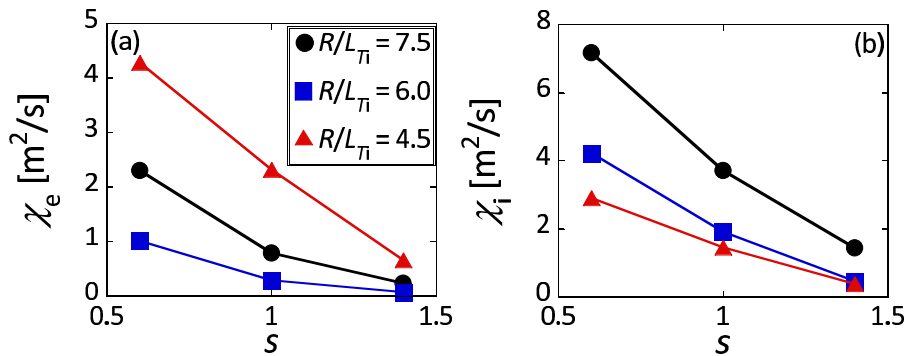 (a)
5
4
3
2
1
0
χe [m²/s]
0.5 1 1.5
s
R/LTi = 7.5
R/LTi = 6.0
R/LTi = 4.5
(b)
8
6
4
2
0
χi [m²/s]
0.5 1 1.5
s